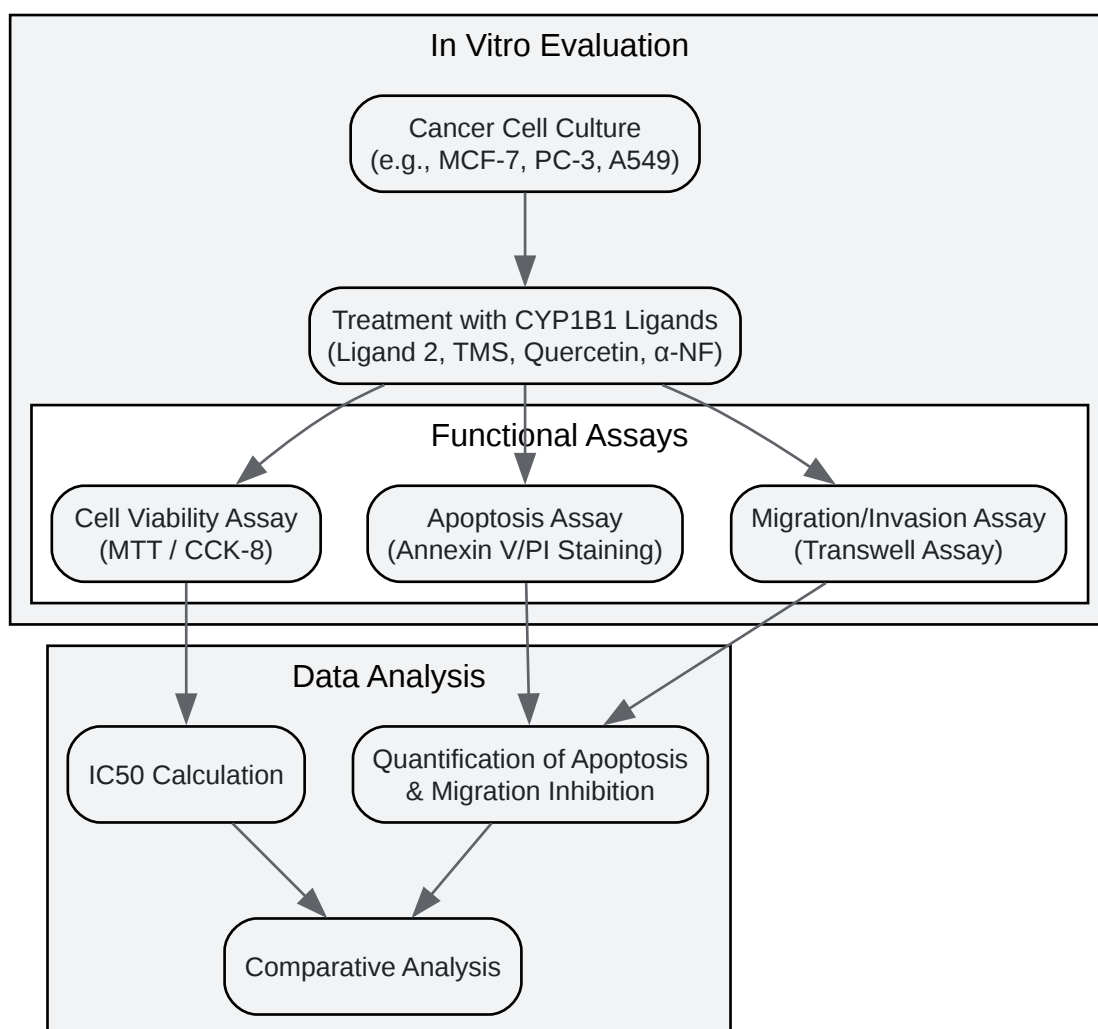 In Vitro Evaluation
Cancer Cell Culture
(e.g., MCF-7, PC-3, A549)
Treatment with CYP1B1 Ligands
(Ligand 2, TMS, Quercetin, α-NF)
Functional Assays
Cell Viability Assay
(MTT / CCK-8)
Apoptosis Assay
(Annexin V/PI Staining)
Migration/Invasion Assay
(Transwell Assay)
Data Analysis
IC50 Calculation
Quantification of Apoptosis
& Migration Inhibition
Comparative Analysis